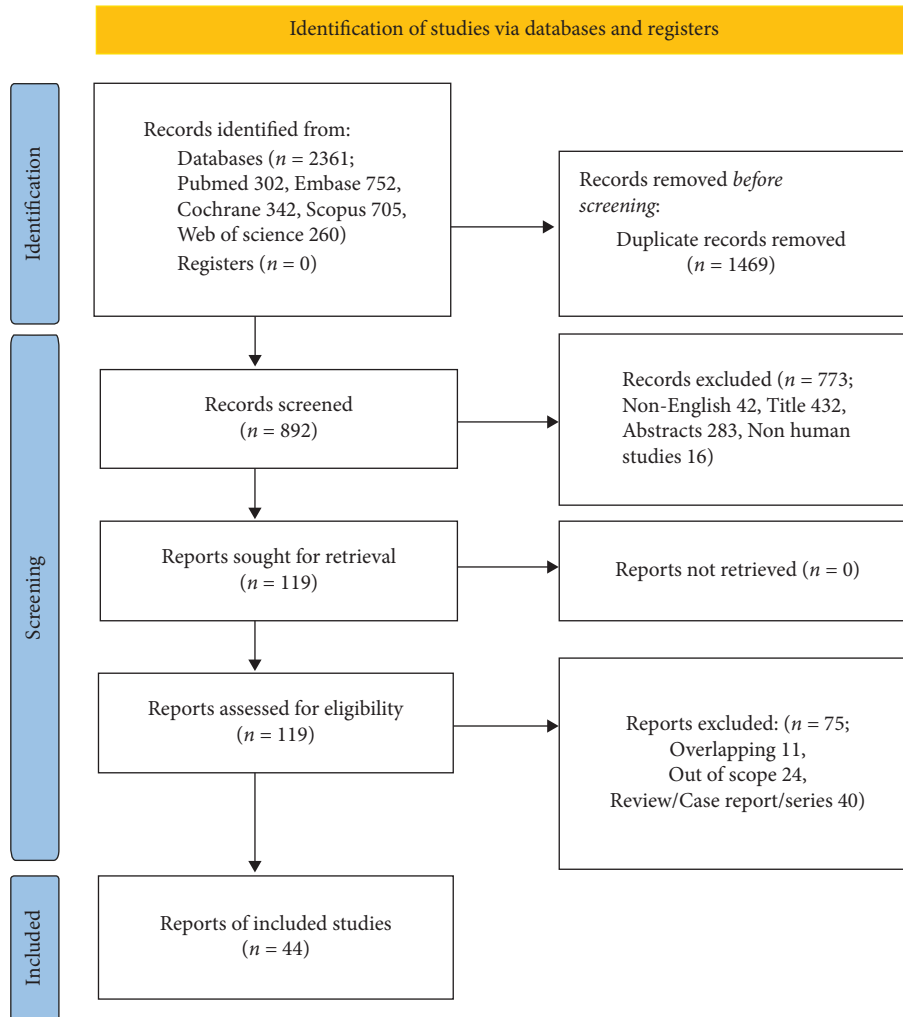 Identification of studies via databases and registers
Identification
Records identified from:
Databases (n = 2361;
Pubmed 302, Embase 752,
Cochrane 342, Scopus 705,
Web of science 260)
Registers (n = 0)
Records removed before
screening:
Duplicate records removed
(n = 1469)
Screening
Records screened
(n = 892)
Records excluded (n = 773;
Non-English 42, Title 432,
Abstracts 283, Non human
studies 16)
Reports sought for retrieval
(n = 119)
Reports not retrieved (n = 0)
Reports assessed for eligibility
(n = 119)
Reports excluded: (n = 75;
Overlapping 11,
Out of scope 24,
Review/Case report/series 40)
Included
Reports of included studies
(n = 44)